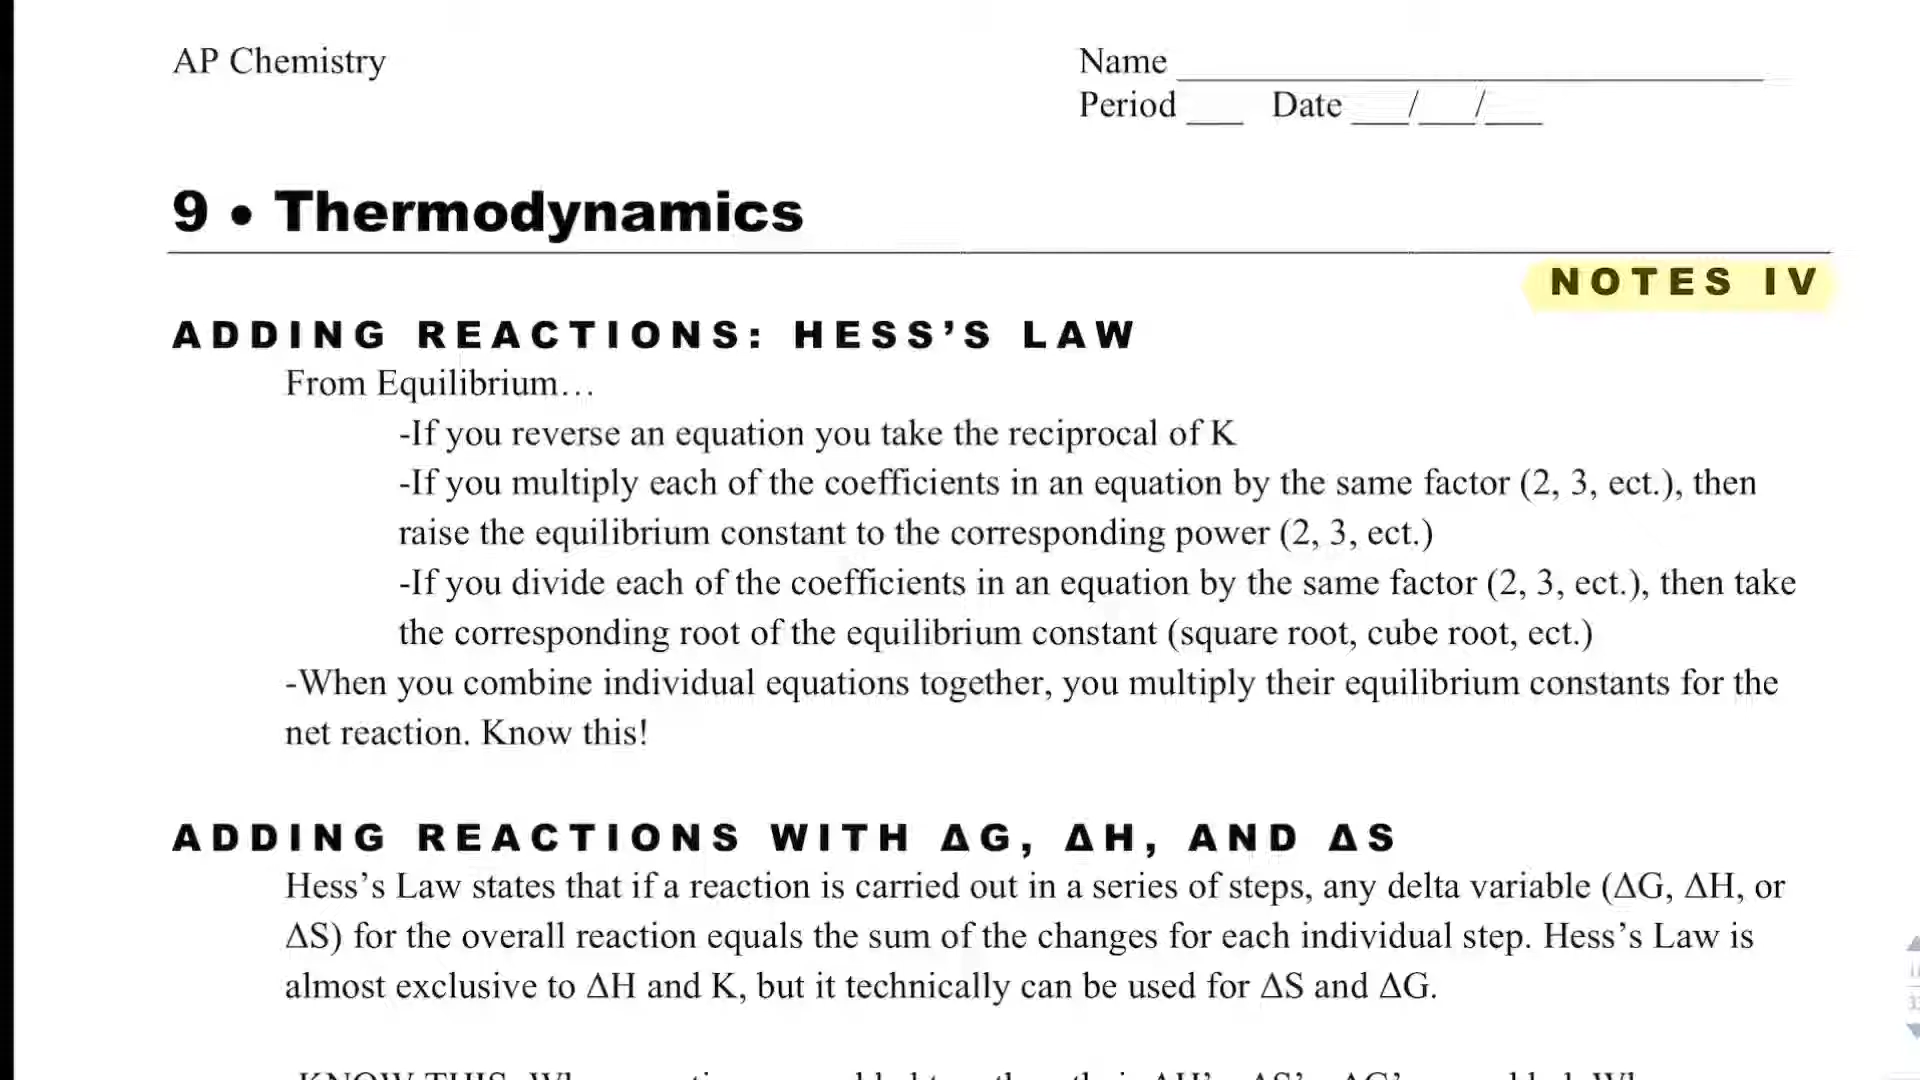 AP Chemistry
Name
Period Date / /
9 • Thermodynamics
NOTES IV
ADDING REACTIONS: HESS’S LAW
From Equilibrium…
-If you reverse an equation you take the reciprocal of K
-If you multiply each of the coefficients in an equation by the same factor (2, 3, ect.), then
raise the equilibrium constant to the corresponding power (2, 3, ect.)
-If you divide each of the coefficients in an equation by the same factor (2, 3, ect.), then take
the corresponding root of the equilibrium constant (square root, cube root, ect.)
-When you combine individual equations together, you multiply their equilibrium constants for the
net reaction. Know this!
ADDING REACTIONS WITH ΔG, ΔH, AND ΔS
Hess’s Law states that if a reaction is carried out in a series of steps, any delta variable (ΔG, ΔH, or
ΔS) for the overall reaction equals the sum of the changes for each individual step. Hess’s Law is
almost exclusive to ΔH and K, but it technically can be used for ΔS and ΔG.